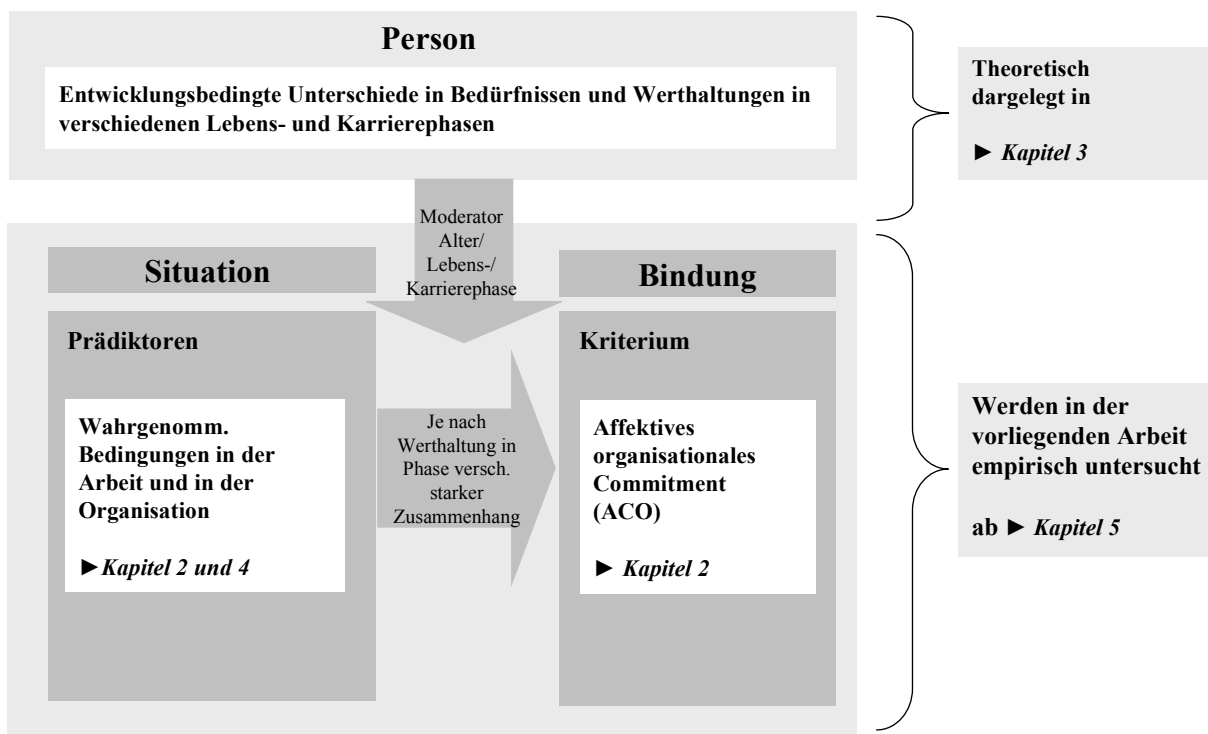 Person
Entwicklungsbedingte Unterschiede in Bedürfnissen und Werthaltungen in
verschiedenen Lebens- und Karrierephasen
Theoretisch
dargelegt in
► Kapitel 3
Moderator
Alter/
Lebens-/
Karrierephase
Situation
Prädiktoren
Wahrgenomm.
Bedingungen in der
Arbeit und in der
Organisation
►Kapitel 2 und 4
Je nach
Werthaltung in
Phase versch.
starker
Zusammenhang
Bindung
Kriterium
Affektives
organisationales
Commitment
(ACO)
► Kapitel 2
Werden in der
vorliegenden Arbeit
empirisch untersucht
ab ► Kapitel 5